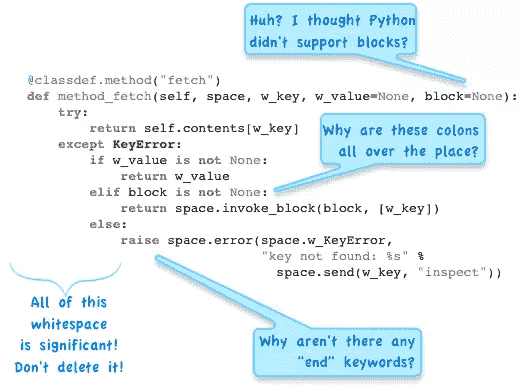 Huh? I thought Python
didn't support blocks?
@classdef.method("fetch")
def method_fetch(self, space, w_key, w_value=None, block=None):
    try:
        return self.contents[w_key]
    except KeyError:
        if w_value is not None:
            return w_value
        elif block is not None:
            return space.invoke_block(block, [w_key])
        else:
            raise space.error(space.w_KeyError,
                              "key not found: %s" %
                                space.send(w_key, "inspect"))
Why are these colons
all over the place?
All of this
whitespace
is significant!
Don't delete it!
Why aren't there any
"end" keywords?